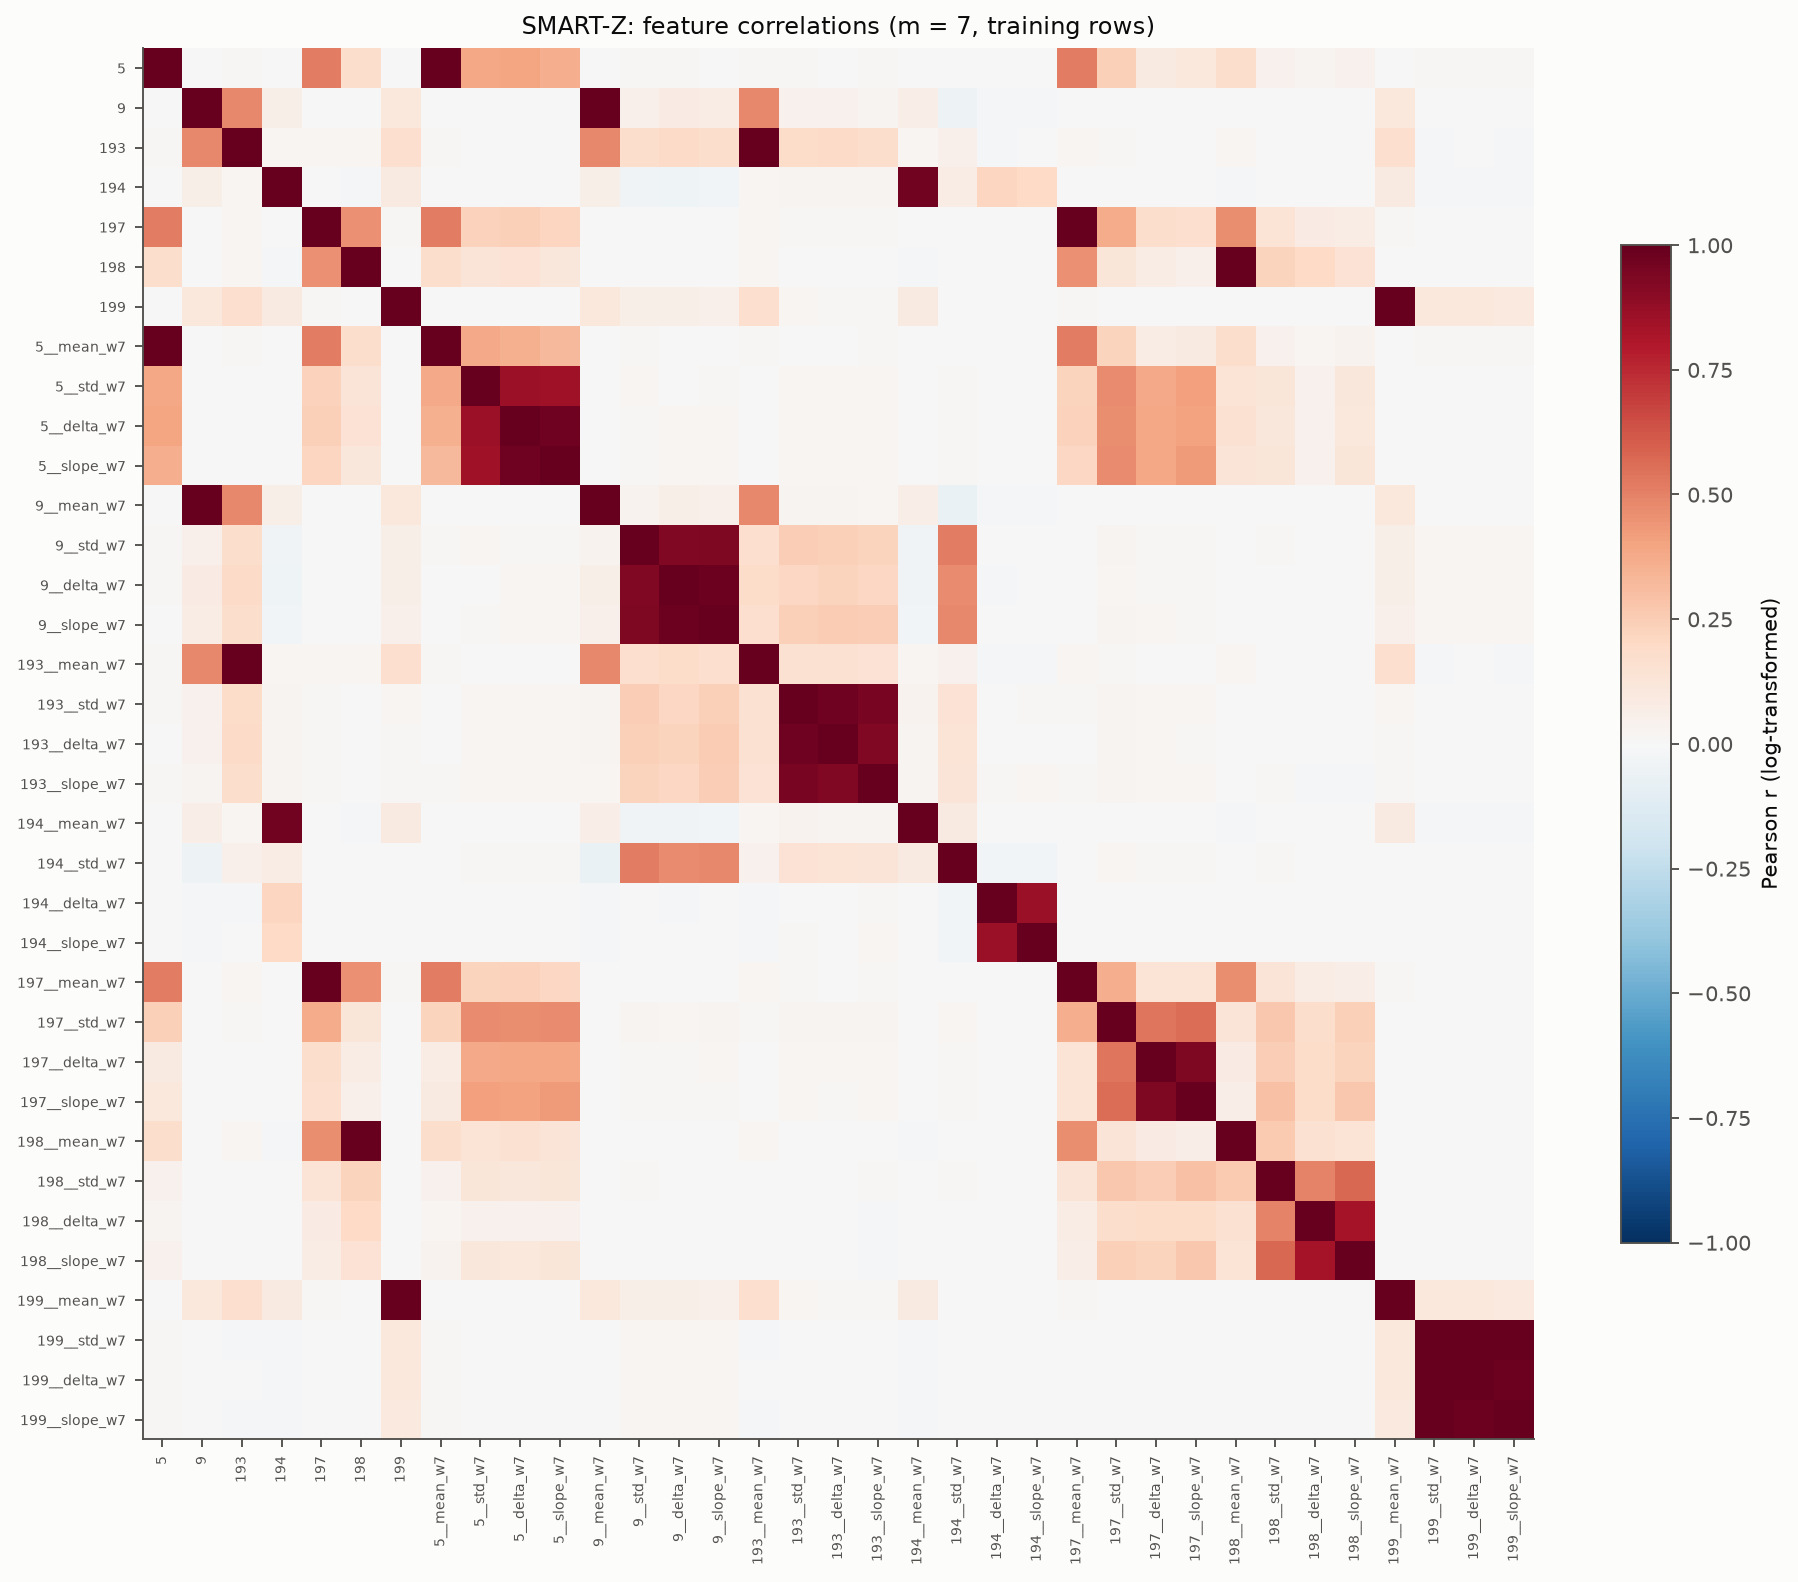 SMART-Z: feature correlations (m = 7, training rows)
5
9
193
194
197
198
199
5__mean_w7
5__std_w7
5__delta_w7
5__slope_w7
9__mean_w7
9__std_w7
9__delta_w7
9__slope_w7
193__mean_w7
193__std_w7
193__delta_w7
193__slope_w7
194__mean_w7
194__std_w7
194__delta_w7
194__slope_w7
197__mean_w7
197__std_w7
197__delta_w7
197__slope_w7
198__mean_w7
198__std_w7
198__delta_w7
198__slope_w7
199__mean_w7
199__std_w7
199__delta_w7
199__slope_w7
5
9
193
194
197
198
199
5__mean_w7
5__std_w7
5__delta_w7
5__slope_w7
9__mean_w7
9__std_w7
9__delta_w7
9__slope_w7
193__mean_w7
193__std_w7
193__delta_w7
193__slope_w7
194__mean_w7
194__std_w7
194__delta_w7
194__slope_w7
197__mean_w7
197__std_w7
197__delta_w7
197__slope_w7
198__mean_w7
198__std_w7
198__delta_w7
198__slope_w7
199__mean_w7
199__std_w7
199__delta_w7
199__slope_w7
1.00
0.75
0.50
0.25
0.00
−0.25
−0.50
−0.75
−1.00
Pearson r (log-transformed)